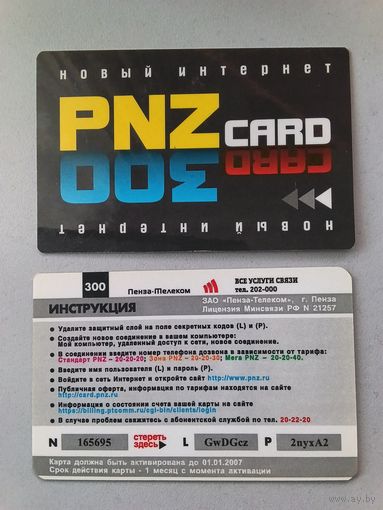 НОВЫЙ ИНТЕРНЕТ
PNZ CARD
300 CARD
НОВЫЙ ИНТЕРНЕТ
300 Пенза-Телеком ВСЕ УСЛУГИ СВЯЗИ
тел. 202-000
ИНСТРУКЦИЯ ЗАО «Пенза-Телеком», г. Пенза
Лицензия Минсвязи РФ N 21257
• Удалите защитный слой на поле секретных кодов (L) и (P).
• Создайте новое соединение в вашем компьютере:
Мой компьютер, удаленный доступ к сети, новое соединение.
• В соединении введите номер телефона дозвона в зависимости от тарифа:
Стандарт PNZ – 20-20-20; Зона PNZ – 20-20-30; Мега PNZ – 20-20-40.
• Введите имя пользователя (L) и пароль (P).
• Войдите в сеть Интернет и откройте сайт http://www.pnz.ru
• Публичная оферта, информация по тарифам находится на сайте
http://card.pnz.ru
• Информация о состоянии счета вашей карты на сайте
https://billing.ptcomm.ru/cgi-bin/clients/login
• В случае проблем свяжитесь с абонентской службой по тел. 20-22-20
N 165695 стереть здесь L GwDGcz P 2nyxA2
Карта должна быть активирована до 01.01.2007
Срок действия карты - 1 месяц с момента активации
ay.by